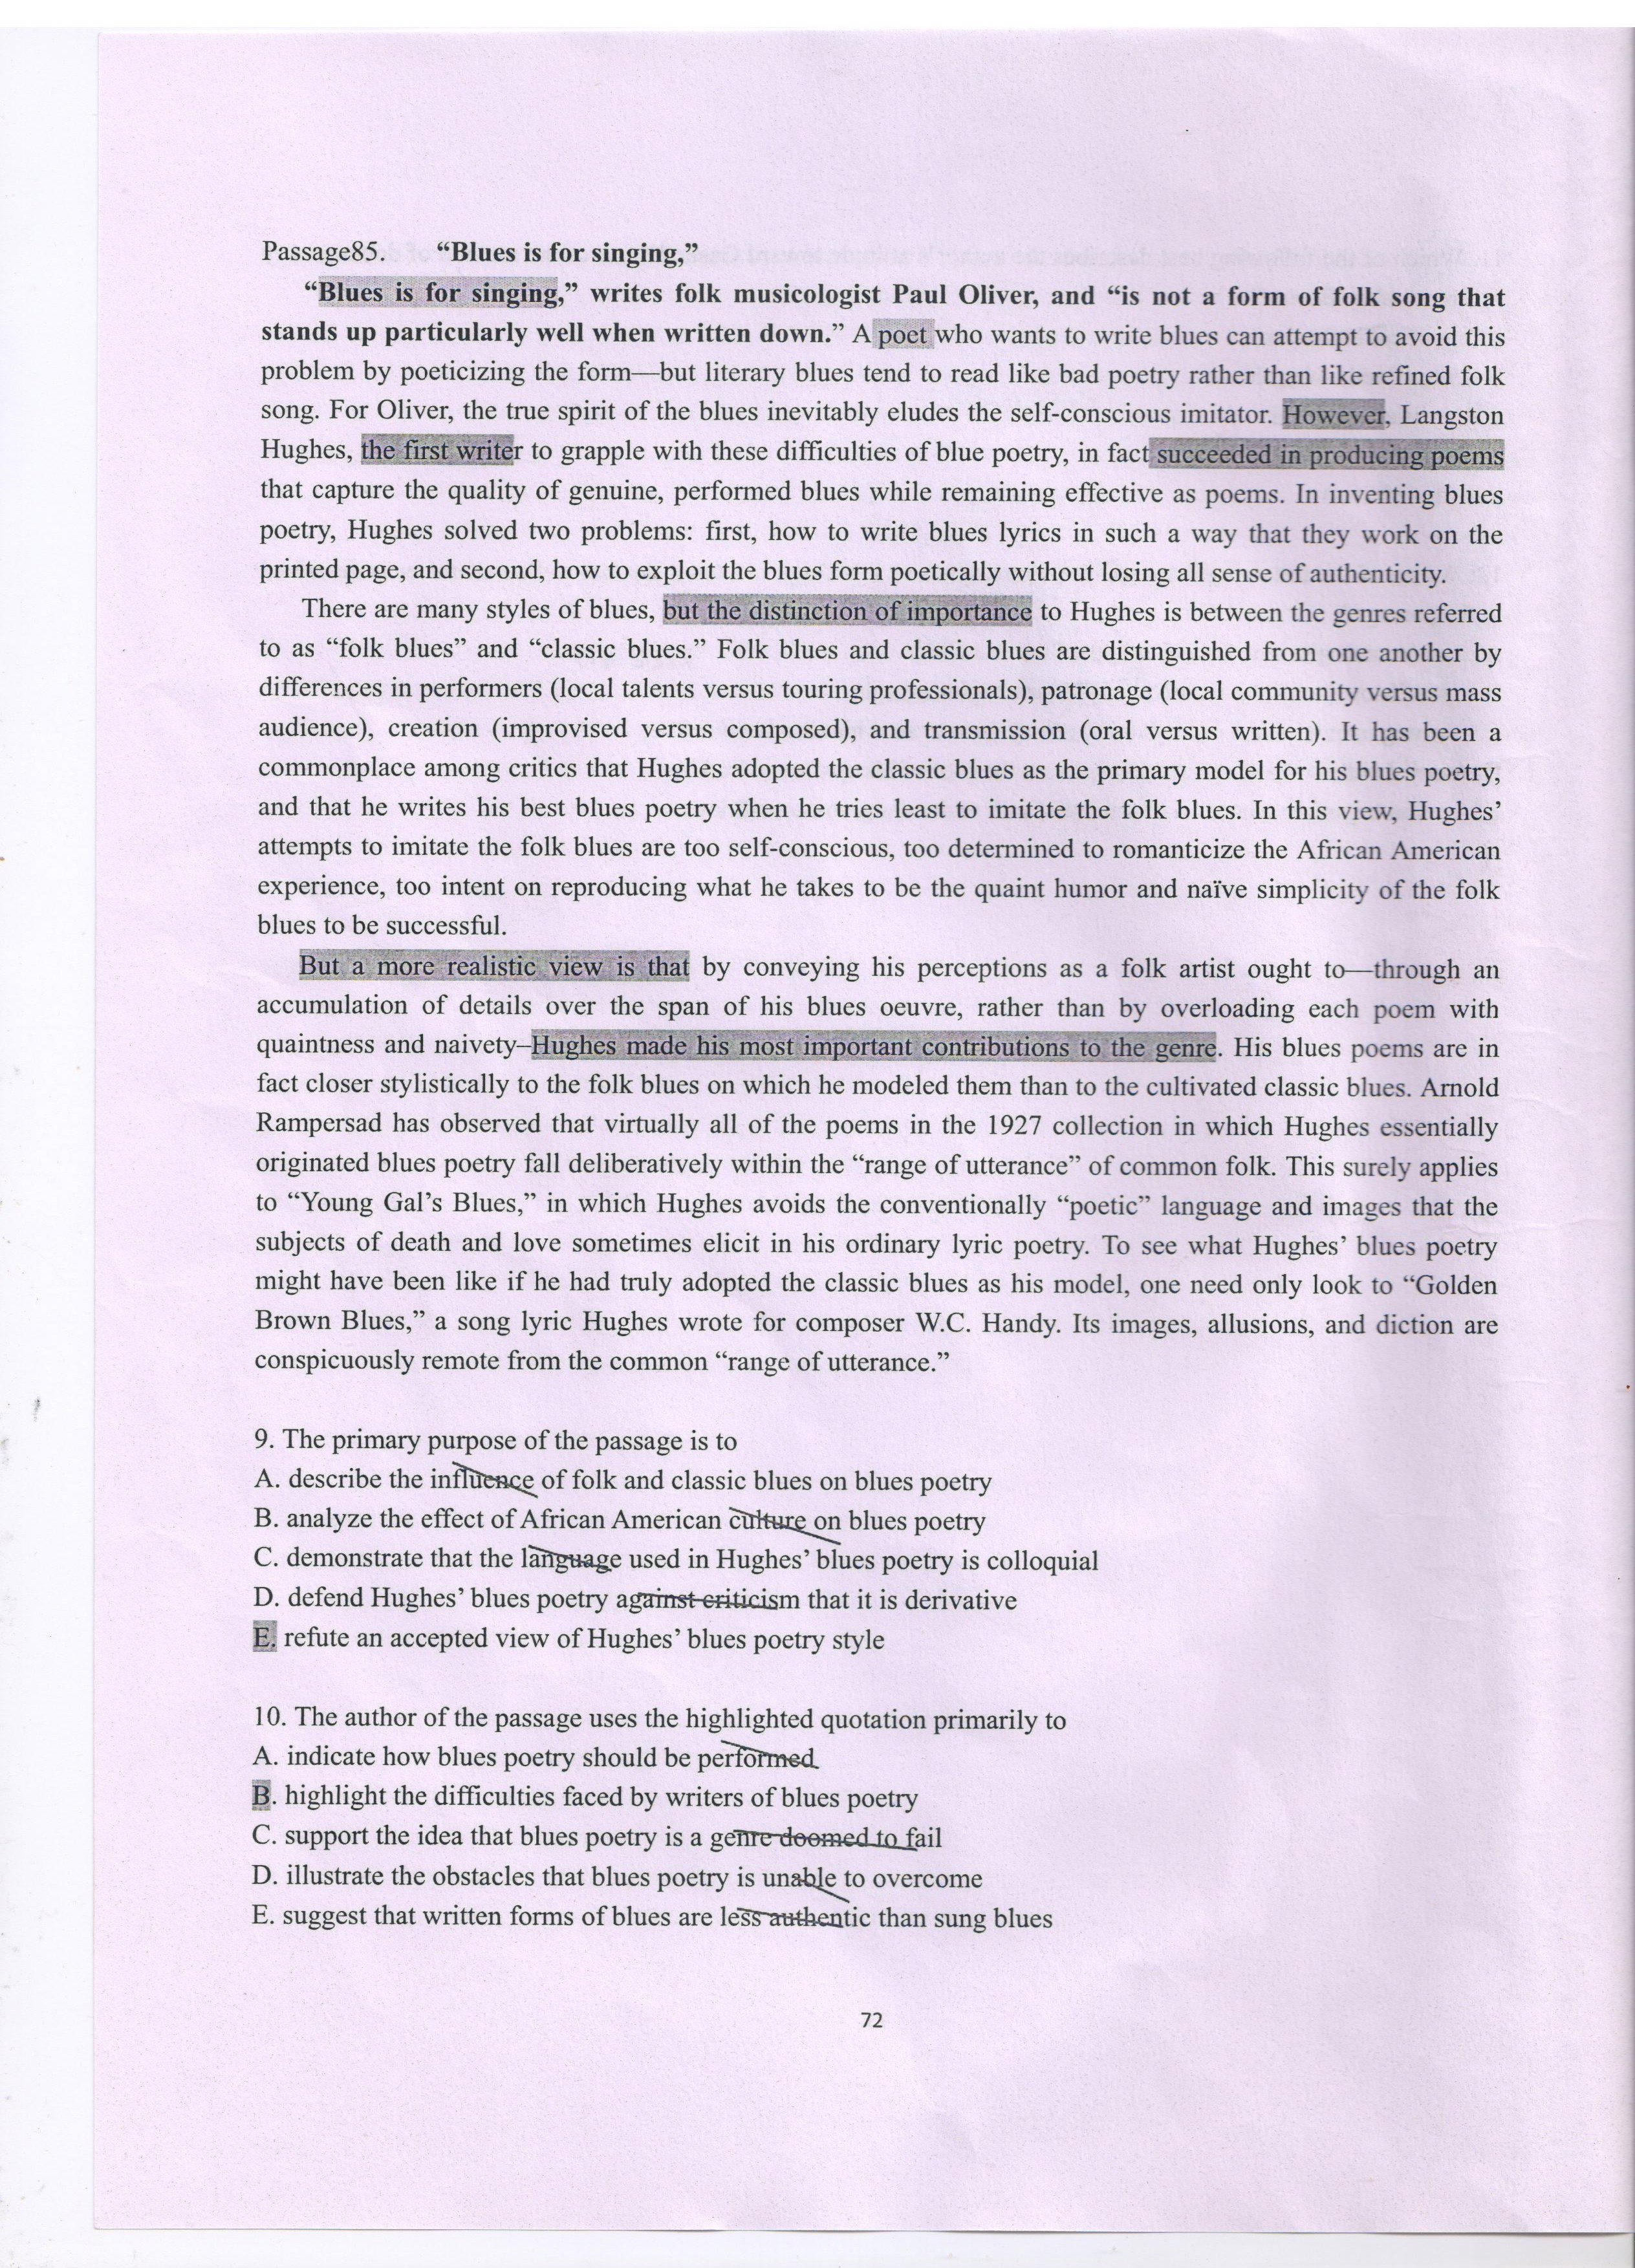 Passage85. “Blues is for singing,”
“Blues is for singing,” writes folk musicologist Paul Oliver, and “is not a form of folk song that
stands up particularly well when written down.” A poet who wants to write blues can attempt to avoid this
problem by poeticizing the form—but literary blues tend to read like bad poetry rather than like refined folk
song. For Oliver, the true spirit of the blues inevitably eludes the self-conscious imitator. However, Langston
Hughes, the first writer to grapple with these difficulties of blue poetry, in fact succeeded in producing poems
that capture the quality of genuine, performed blues while remaining effective as poems. In inventing blues
poetry, Hughes solved two problems: first, how to write blues lyrics in such a way that they work on the
printed page, and second, how to exploit the blues form poetically without losing all sense of authenticity.
There are many styles of blues, but the distinction of importance to Hughes is between the genres referred
to as “folk blues” and “classic blues.” Folk blues and classic blues are distinguished from one another by
differences in performers (local talents versus touring professionals), patronage (local community versus mass
audience), creation (improvised versus composed), and transmission (oral versus written). It has been a
commonplace among critics that Hughes adopted the classic blues as the primary model for his blues poetry,
and that he writes his best blues poetry when he tries least to imitate the folk blues. In this view, Hughes’
attempts to imitate the folk blues are too self-conscious, too determined to romanticize the African American
experience, too intent on reproducing what he takes to be the quaint humor and naïve simplicity of the folk
blues to be successful.
But a more realistic view is that by conveying his perceptions as a folk artist ought to—through an
accumulation of details over the span of his blues oeuvre, rather than by overloading each poem with
quaintness and naivety–Hughes made his most important contributions to the genre. His blues poems are in
fact closer stylistically to the folk blues on which he modeled them than to the cultivated classic blues. Arnold
Rampersad has observed that virtually all of the poems in the 1927 collection in which Hughes essentially
originated blues poetry fall deliberatively within the “range of utterance” of common folk. This surely applies
to “Young Gal’s Blues,” in which Hughes avoids the conventionally “poetic” language and images that the
subjects of death and love sometimes elicit in his ordinary lyric poetry. To see what Hughes’ blues poetry
might have been like if he had truly adopted the classic blues as his model, one need only look to “Golden
Brown Blues,” a song lyric Hughes wrote for composer W.C. Handy. Its images, allusions, and diction are
conspicuously remote from the common “range of utterance.”
9. The primary purpose of the passage is to
A. describe the influence of folk and classic blues on blues poetry
B. analyze the effect of African American culture on blues poetry
C. demonstrate that the language used in Hughes’ blues poetry is colloquial
D. defend Hughes’ blues poetry against criticism that it is derivative
E. refute an accepted view of Hughes’ blues poetry style
10. The author of the passage uses the highlighted quotation primarily to
A. indicate how blues poetry should be performed
B. highlight the difficulties faced by writers of blues poetry
C. support the idea that blues poetry is a genre doomed to fail
D. illustrate the obstacles that blues poetry is unable to overcome
E. suggest that written forms of blues are less authentic than sung blues
72